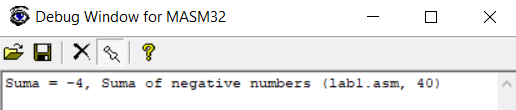 Debug Window for MASM32
Suma = -4, Suma of negative numbers (lab1.asm, 40)